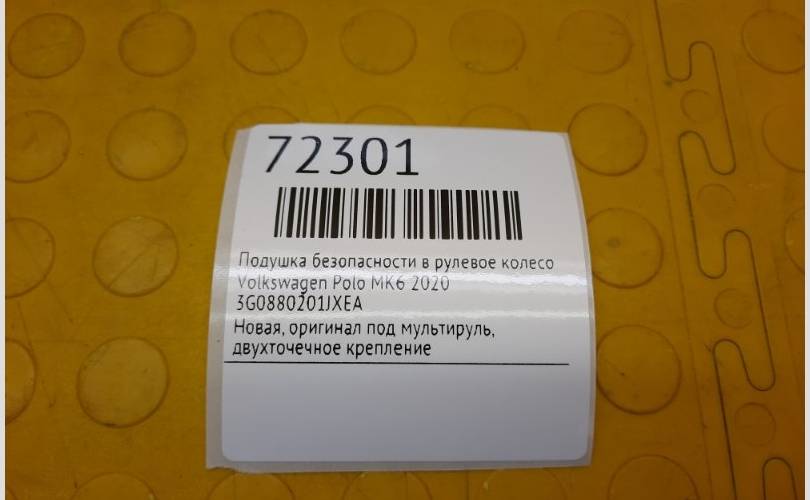 72301
Подушка безопасности в рулевое колесо
Volkswagen Polo MK6 2020
3G0880201JXEA
Новая, оригинал под мультируль,
двухточечное крепление